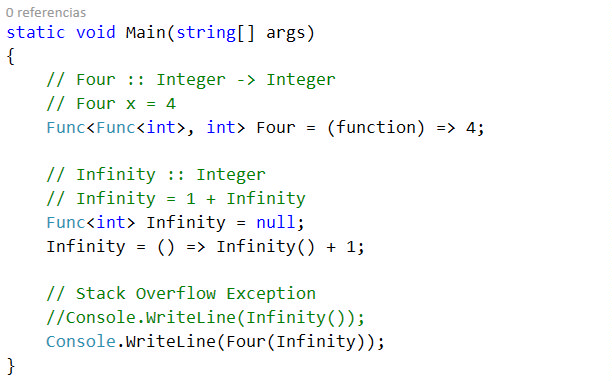 0 referencias
static void Main(string[] args)
{
    // Four :: Integer -> Integer
    // Four x = 4
    Func<Func<int>, int> Four = (function) => 4;

    // Infinity :: Integer
    // Infinity = 1 + Infinity
    Func<int> Infinity = null;
    Infinity = () => Infinity() + 1;

    // Stack Overflow Exception
    //Console.WriteLine(Infinity());
    Console.WriteLine(Four(Infinity));
}